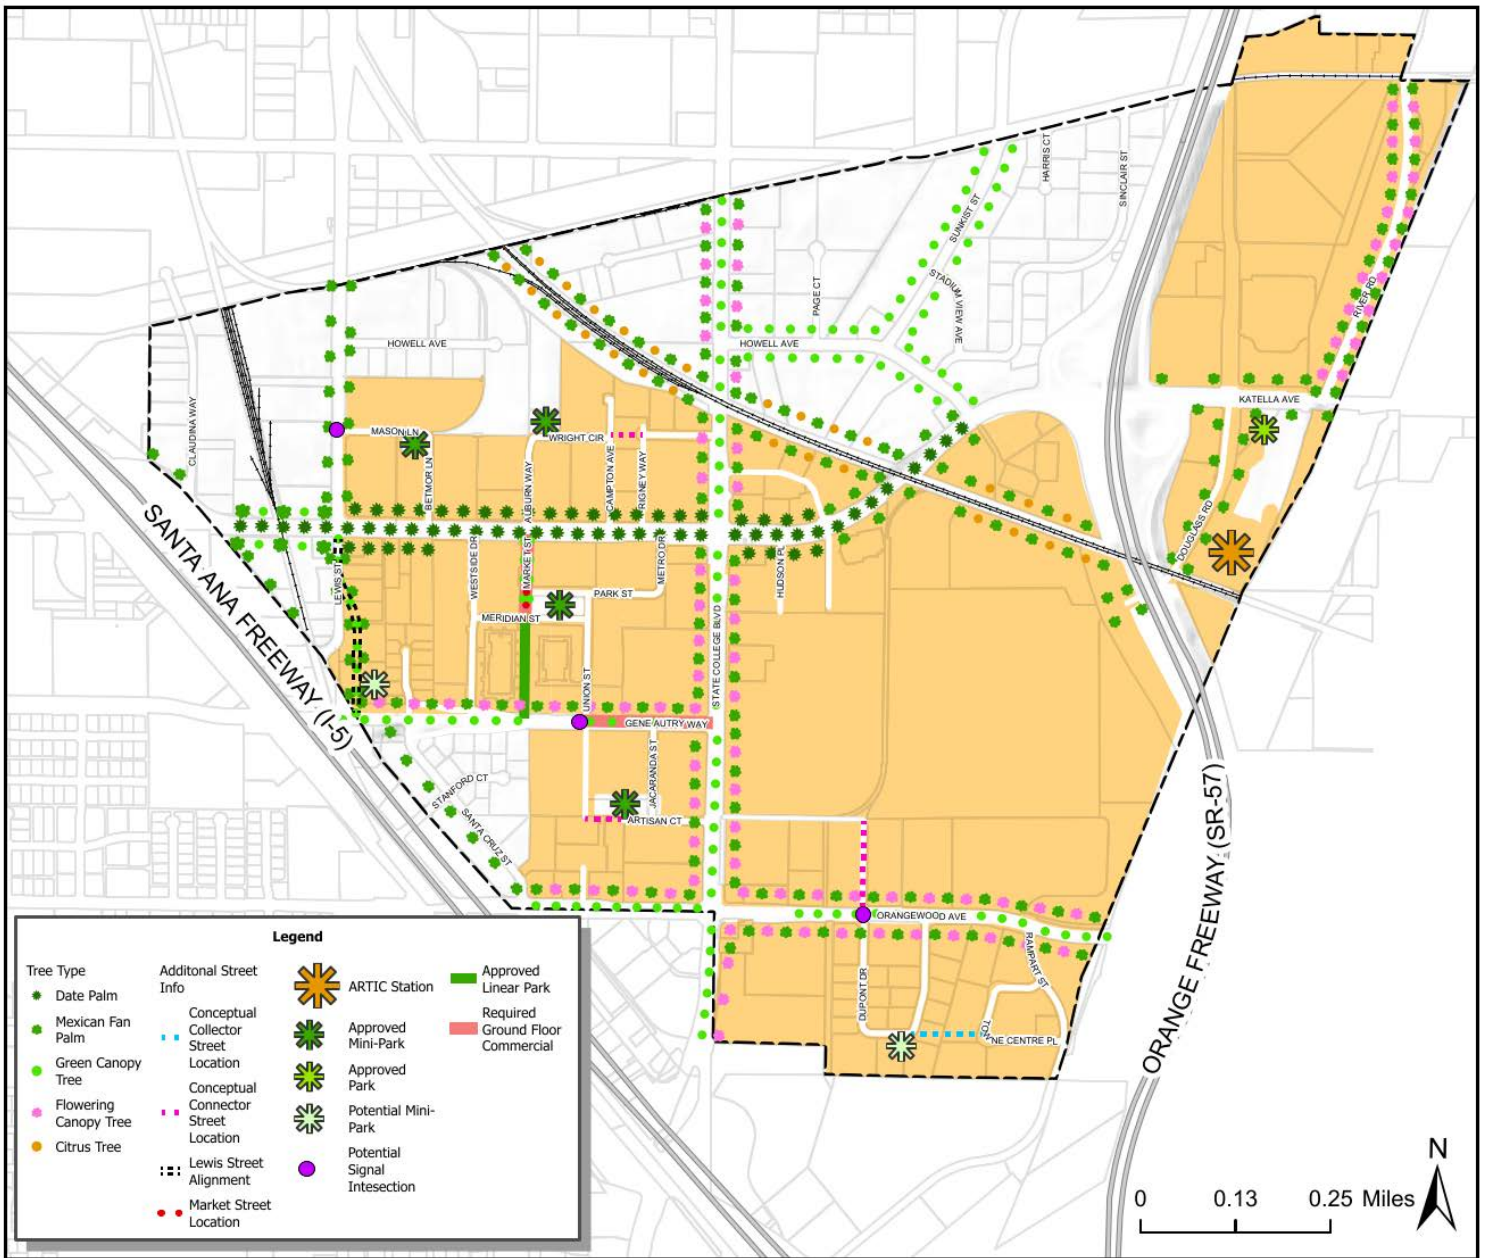 HARRIS CT
SINCLAIR ST
SUNKIST ST
STADIUM VIEW AVE
PAGE CT
RIVER RD
HOWELL AVE
HOWELL AVE
KATELLA AVE
CLAUDINA WAY
MASON LN
WRIGHT CIR
BETMOR LN
AUBURN WAY
CAMPTON AVE
RIGNEY WAY
DOUGLASS RD
SANTA ANA FREEWAY (I-5)
LEWIS ST
WESTSIDE DR
MARKET ST
METRO DR
HUDSON PL
PARK ST
MERIDIAN ST
STATE COLLEGE BLVD
UNION ST
GENE AUTRY WAY
JACARANDA ST
STANFORD CT
SANTA CRUZ ST
ARTISAN CT
ORANGE FREEWAY (SR-57)
ORANGEWOOD AVE
RAMPART ST
DUPONT DR
TOWNE CENTRE PL
Legend
Tree Type
Date Palm
Mexican Fan
Palm
Green Canopy
Tree
Flowering
Canopy Tree
Citrus Tree
Additonal Street
Info
Conceptual
Collector
Street
Location
Conceptual
Connector
Street
Location
Lewis Street
Alignment
Market Street
Location
ARTIC Station
Approved
Mini-Park
Approved
Park
Potential Mini-
Park
Potential
Signal
Intesection
Approved
Linear Park
Required
Ground Floor
Commercial
N
0 0.13 0.25 Miles